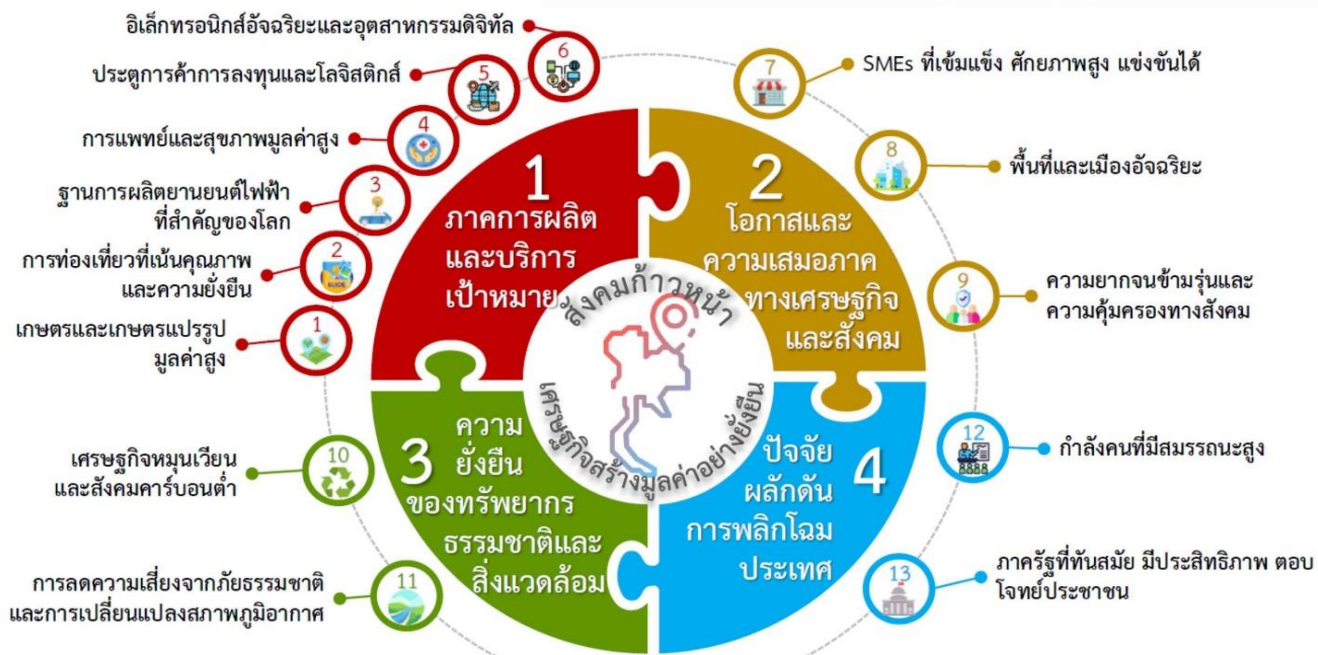 6
อิเล็กทรอนิกส์อัจฉริยะและอุตสาหกรรมดิจิทัล
5
ประตูการค้าการลงทุนและโลจิสติกส์
4
การแพทย์และสุขภาพมูลค่าสูง
3
ฐานการผลิตยานยนต์ไฟฟ้า
ที่สำคัญของโลก
2
การท่องเที่ยวที่เน้นคุณภาพ
และความยั่งยืน
GUIDE
1
เกษตรและเกษตรแปรรูป
มูลค่าสูง
1
ภาคการผลิต
และบริการ
เป้าหมาย
2
โอกาสและ
ความเสมอภาค
ทางเศรษฐกิจ
และสังคม
7
SMEs ที่เข้มแข็ง ศักยภาพสูง แข่งขันได้
8
พื้นที่และเมืองอัจฉริยะ
9
ความยากจนข้ามรุ่นและ
ความคุ้มครองทางสังคม
สังคมก้าวหน้า
เศรษฐกิจสร้างมูลค่าอย่างยั่งยืน
3
ความ
ยั่งยืน
ของทรัพยากร
ธรรมชาติและ
สิ่งแวดล้อม
10
เศรษฐกิจหมุนเวียน
และสังคมคาร์บอนต่ำ
11
การลดความเสี่ยงจากภัยธรรมชาติ
และการเปลี่ยนแปลงสภาพภูมิอากาศ
4
ปัจจัย
ผลักดัน
การพลิกโฉม
ประเทศ
12
กำลังคนที่มีสมรรถนะสูง
13
ภาครัฐที่ทันสมัย มีประสิทธิภาพ ตอบ
โจทย์ประชาชน